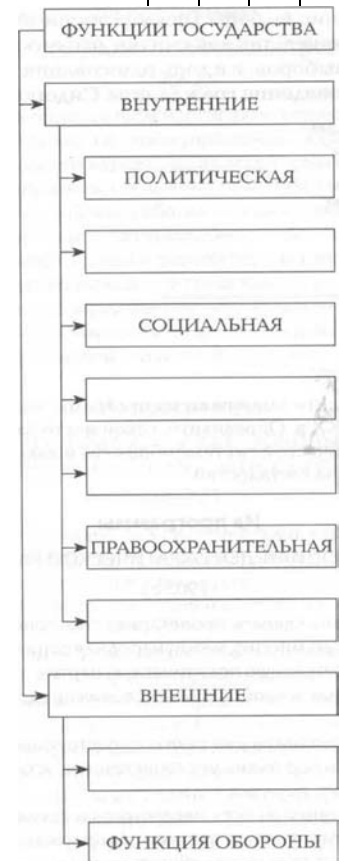 ФУНКЦИИ ГОСУДАРСТВА
ВНУТРЕННИЕ
ПОЛИТИЧЕСКАЯ
СОЦИАЛЬНАЯ
ПРАВООХРАНИТЕЛЬНАЯ
ВНЕШНИЕ
ФУНКЦИЯ ОБОРОНЫ